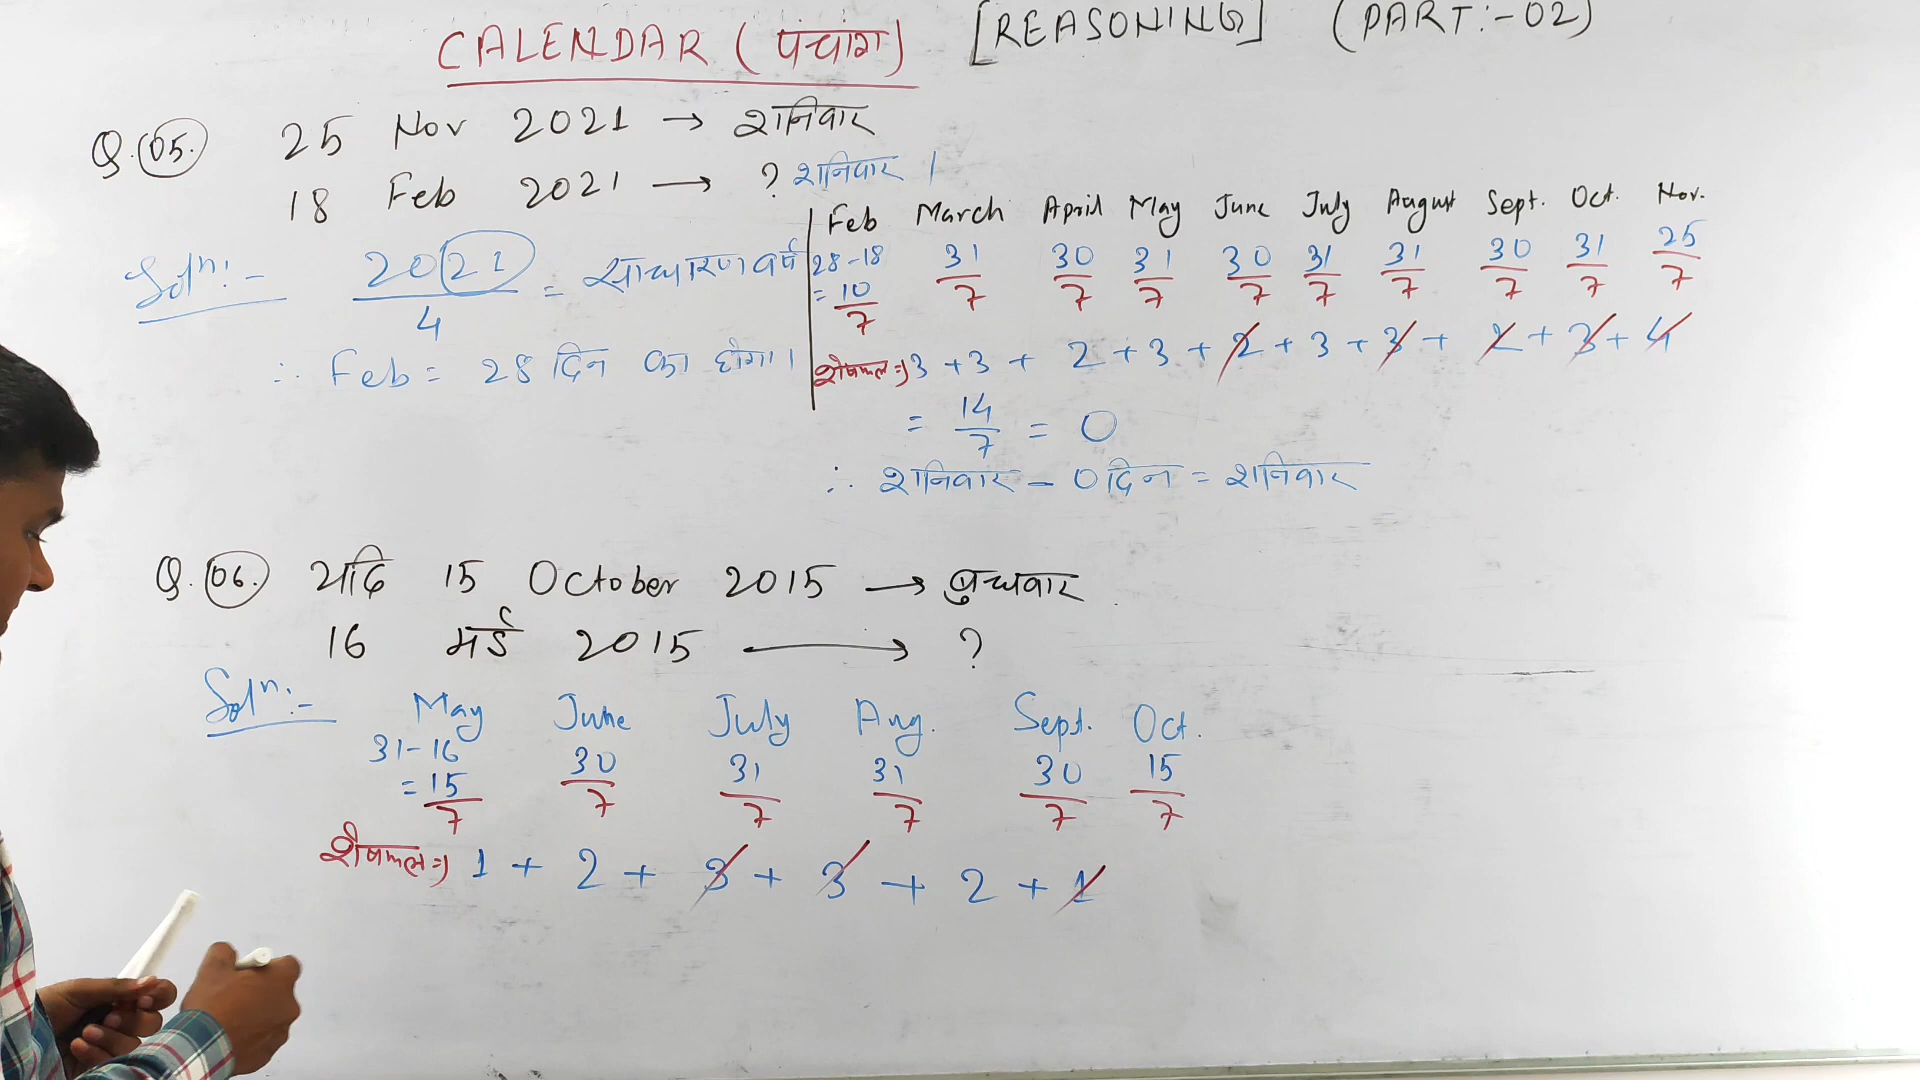 CALENDAR (पंचांग) [REASONING] (PART:-02)
Q.05. 25 Nov 2021 → शनिवार
18 Feb 2021 → ? शनिवार ।
Feb March April May June July August Sept. Oct. Nov.
Solⁿ:- 2021/4 = साधारण वर्ष
28-18 = 10/7 31/7 30/7 31/7 30/7 31/7 31/7 30/7 31/7 25/7
∴ Feb = 28 दिन का होगा।
शेषफल ⇒ 3 + 3 + 2 + 3 + 2 + 3 + 3 + 2 + 3 + 4
= 14/7 = 0
∴ शनिवार - 0 दिन = शनिवार
Q.06. यदि 15 October 2015 → बुधवार
16 मई 2015 → ?
Solⁿ:- May June July Aug. Sept. Oct.
31-16 = 15/7 30/7 31/7 31/7 30/7 15/7
शेषफल ⇒ 1 + 2 + 3 + 3 + 2 + 1